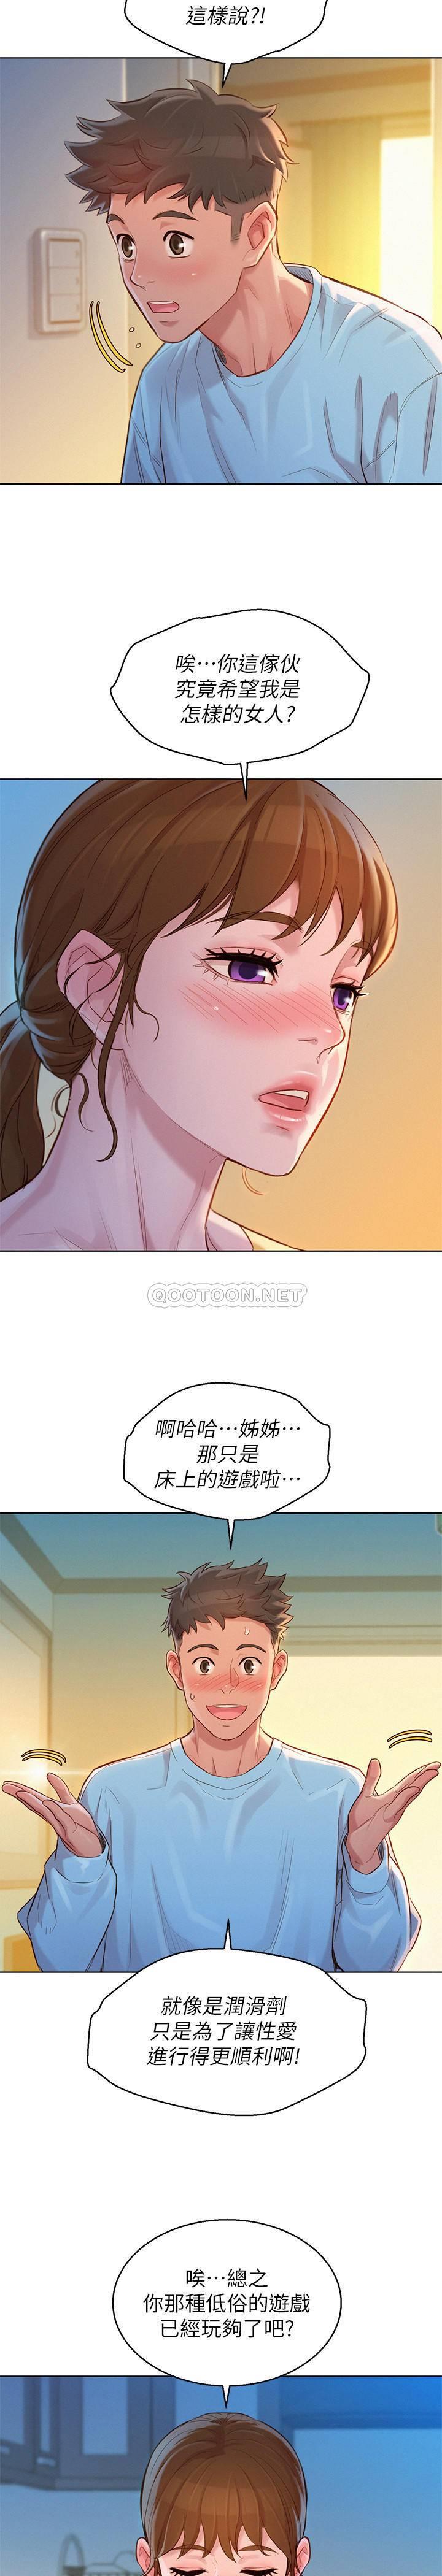 這樣說?!
唉⋯你這傢伙
究竟希望我是
怎樣的女人?
QOOTOON.NET
啊哈哈⋯姊姊⋯
那只是
床上的遊戲啦⋯
就像是潤滑劑
只是為了讓性愛
進行得更順利啊!
唉⋯總之
你那種低俗的遊戲
已經玩夠了吧?